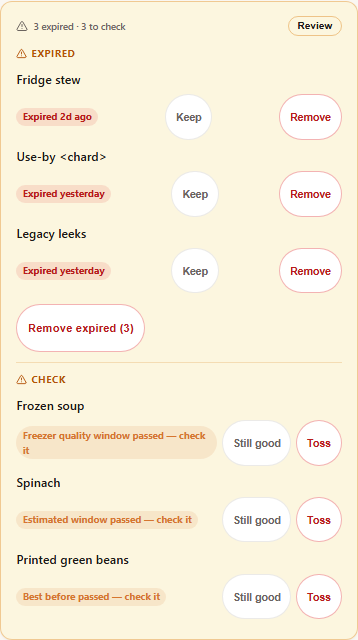 3 expired · 3 to check
Review
EXPIRED
Fridge stew
Expired 2d ago
Keep
Remove
Use-by <chard>
Expired yesterday
Keep
Remove
Legacy leeks
Expired yesterday
Keep
Remove
Remove expired (3)
CHECK
Frozen soup
Freezer quality window passed — check
it
Still good
Toss
Spinach
Estimated window passed — check it
Still good
Toss
Printed green beans
Best before passed — check it
Still good
Toss